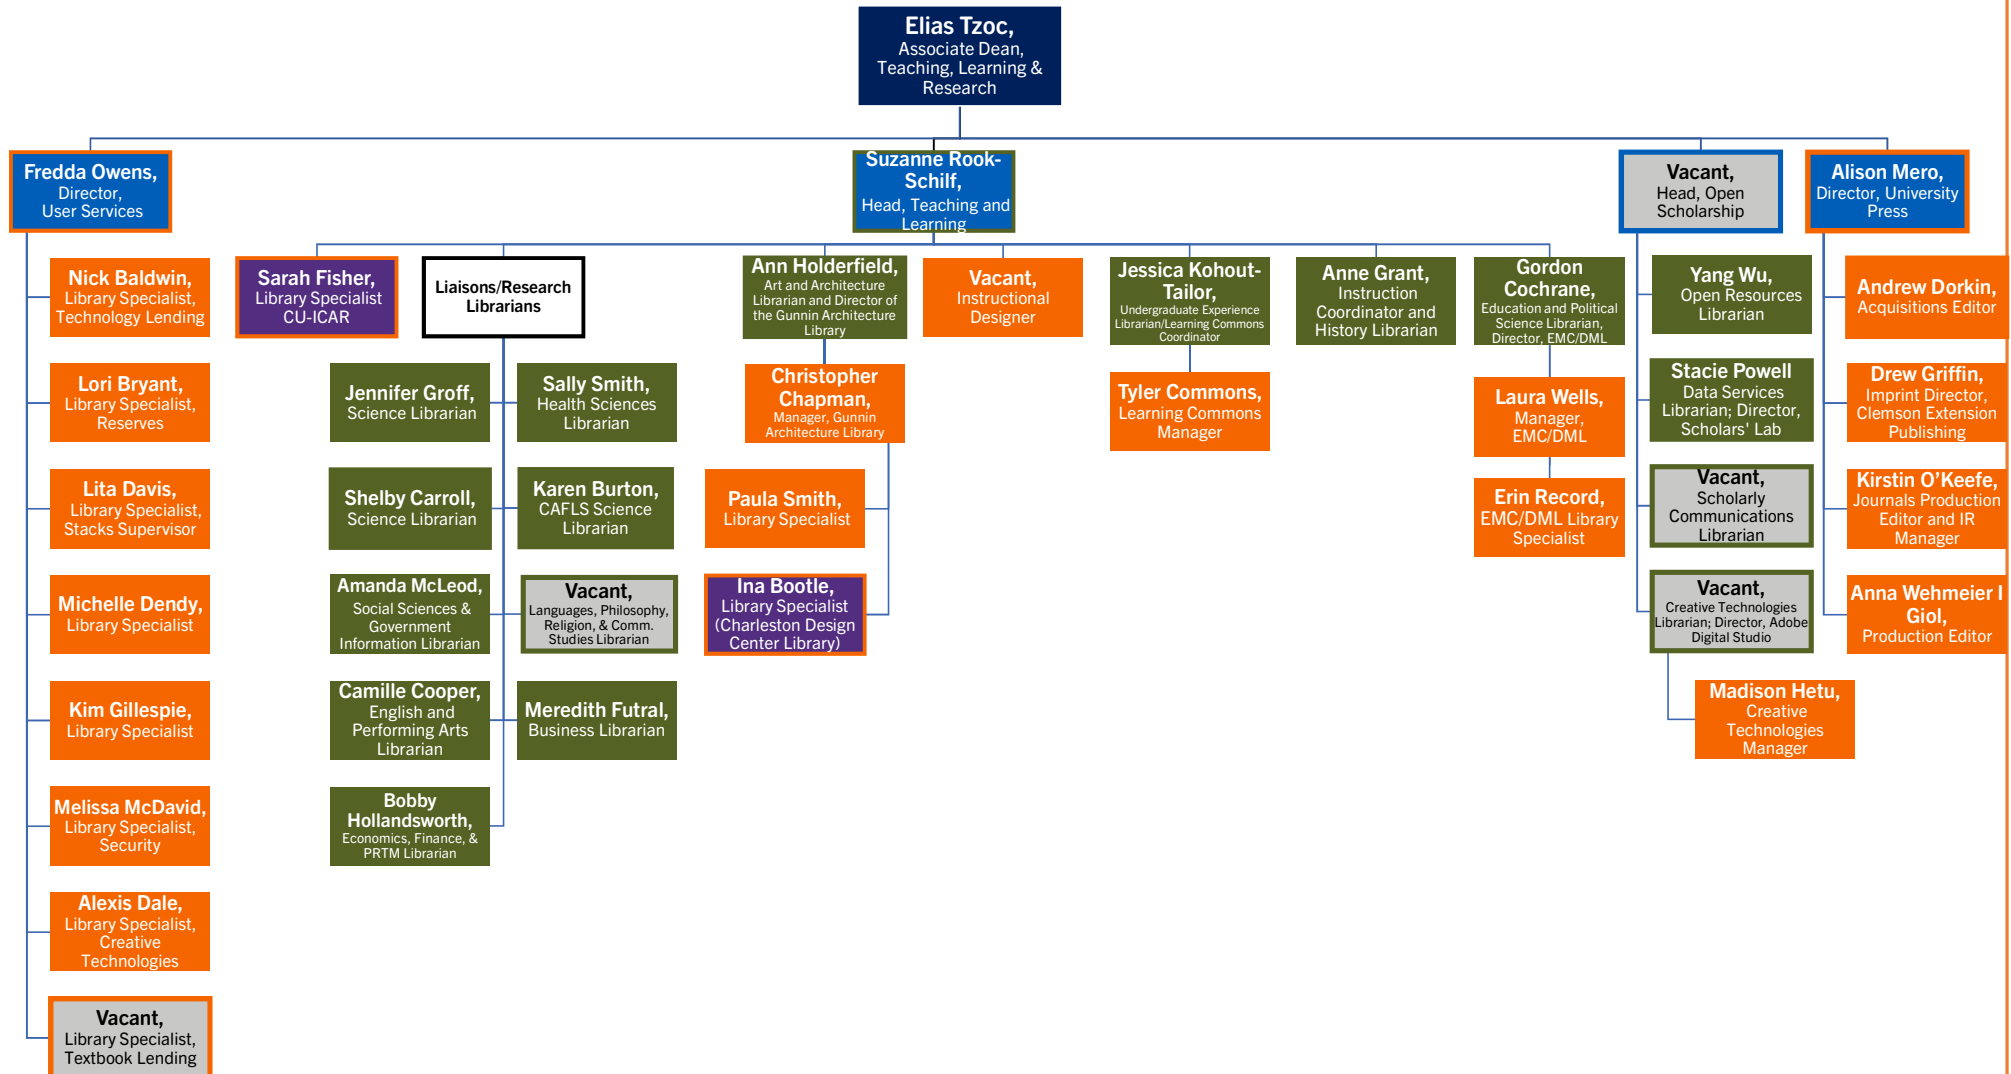 Elias Tzoc,
Associate Dean,
Teaching, Learning &
Research
Fredda Owens,
Director,
User Services
Suzanne Rook-
Schilf,
Head, Teaching and
Learning
Vacant,
Head, Open
Scholarship
Alison Mero,
Director, University
Press
Nick Baldwin,
Library Specialist,
Technology Lending
Lori Bryant,
Library Specialist,
Reserves
Lita Davis,
Library Specialist,
Stacks Supervisor
Michelle Dendy,
Library Specialist
Kim Gillespie,
Library Specialist
Melissa McDavid,
Library Specialist,
Security
Alexis Dale,
Library Specialist,
Creative
Technologies
Vacant,
Library Specialist,
Textbook Lending
Sarah Fisher,
Library Specialist
CU-ICAR
Liaisons/Research
Librarians
Jennifer Groff,
Science Librarian
Sally Smith,
Health Sciences
Librarian
Shelby Carroll,
Science Librarian
Karen Burton,
CAFLS Science
Librarian
Amanda McLeod,
Social Sciences &
Government
Information Librarian
Vacant,
Languages, Philosophy,
Religion, & Comm.
Studies Librarian
Camille Cooper,
English and
Performing Arts
Librarian
Meredith Futral,
Business Librarian
Bobby
Hollandsworth,
Economics, Finance, &
PRTM Librarian
Ann Holderfield,
Art and Architecture
Librarian and Director of
the Gunnin Architecture
Library
Christopher
Chapman,
Manager, Gunnin
Architecture Library
Paula Smith,
Library Specialist
Ina Bootle,
Library Specialist
(Charleston Design
Center Library)
Vacant,
Instructional
Designer
Jessica Kohout-
Tailor,
Undergraduate Experience
Librarian/Learning Commons
Coordinator
Tyler Commons,
Learning Commons
Manager
Anne Grant,
Instruction
Coordinator and
History Librarian
Gordon
Cochrane,
Education and Political
Science Librarian,
Director, EMC/DML
Laura Wells,
Manager,
EMC/DML
Erin Record,
EMC/DML Library
Specialist
Yang Wu,
Open Resources
Librarian
Stacie Powell
Data Services
Librarian; Director,
Scholars' Lab
Vacant,
Scholarly
Communications
Librarian
Vacant,
Creative Technologies
Librarian; Director, Adobe
Digital Studio
Madison Hetu,
Creative
Technologies
Manager
Andrew Dorkin,
Acquisitions Editor
Drew Griffin,
Imprint Director,
Clemson Extension
Publishing
Kirstin O'Keefe,
Journals Production
Editor and IR
Manager
Anna Wehmeier I
Giol,
Production Editor